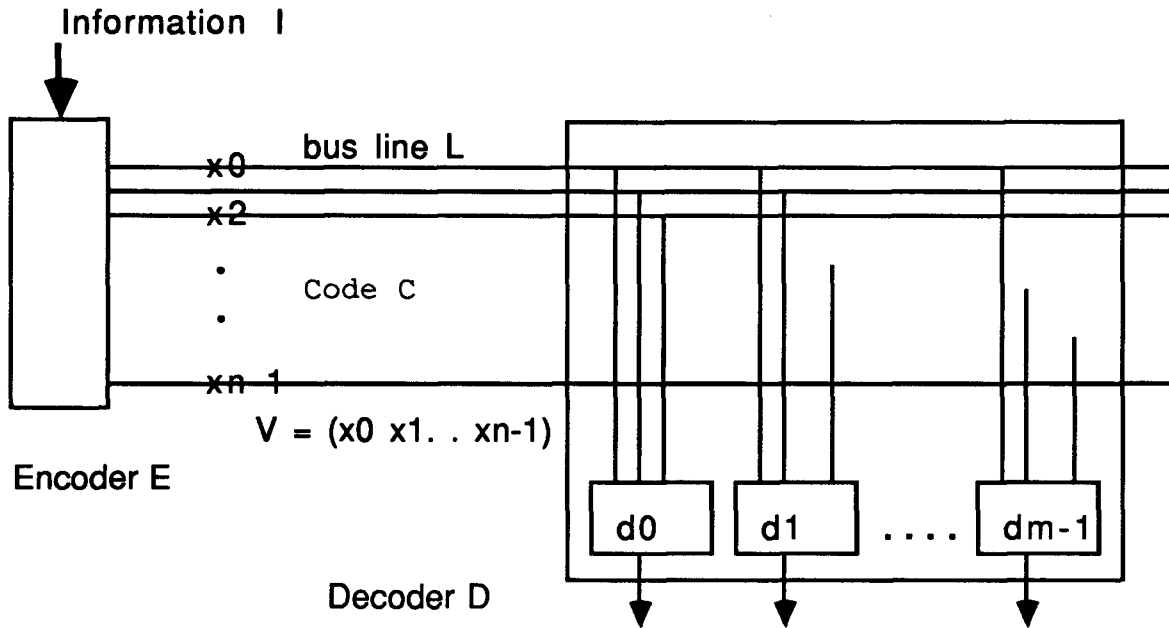 Information I
x0 bus line L
x2
Code C
xn-1
V = (x0 x1. . xn-1)
Encoder E
d0 d1 . . . . dm-1
Decoder D